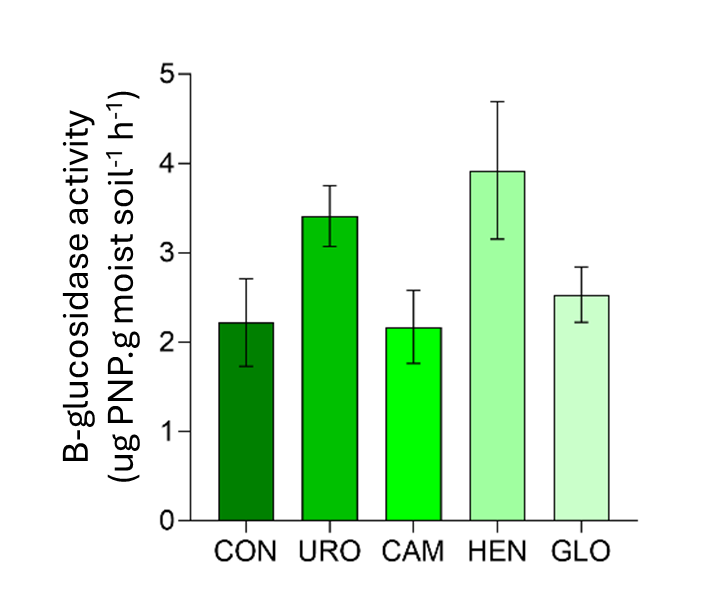 B-glucosidase activity
(ug PNP.g moist soil⁻¹ h⁻¹)
5
4
3
2
1
0
CON URO CAM HEN GLO